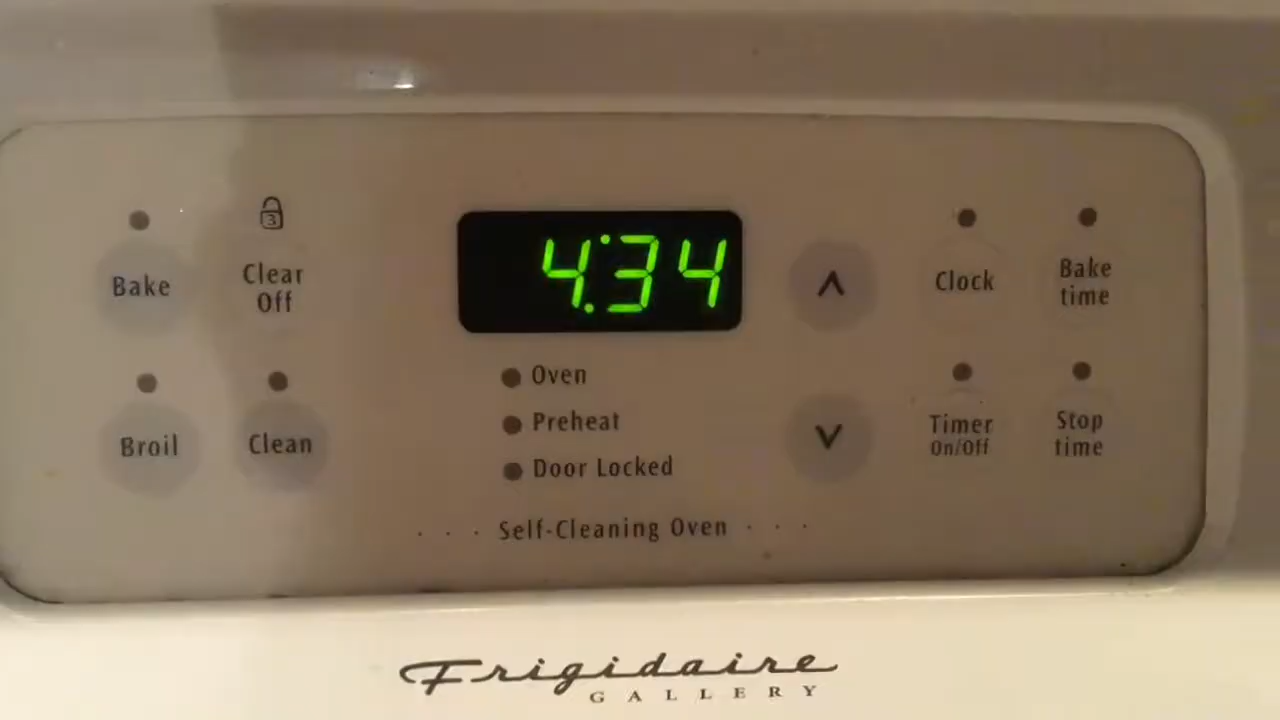 3
Bake
Clear
Off
4:34
^
Clock
Bake
time
Oven
Preheat
Door Locked
Broil
Clean
v
Timer
On/Off
Stop
time
· · · Self-Cleaning Oven · · ·
Frigidaire
GALLERY